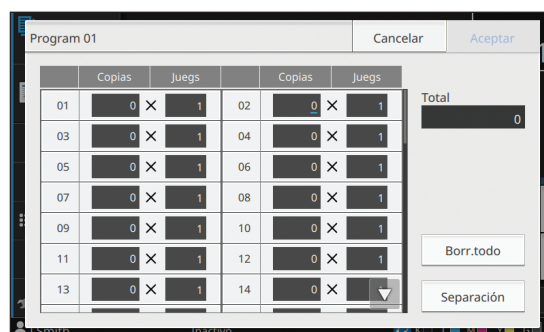 Program 01 Cancelar Aceptar
Copias Juegs Copias Juegs
Total
0
01 0 × 1 02 0 × 1
03 0 × 1 04 0 × 1
05 0 × 1 06 0 × 1
07 0 × 1 08 0 × 1
09 0 × 1 10 0 × 1
11 0 × 1 12 0 × 1
13 0 × 1 14 0 ×
Borr.todo
Separación
J.Smith Inactivo